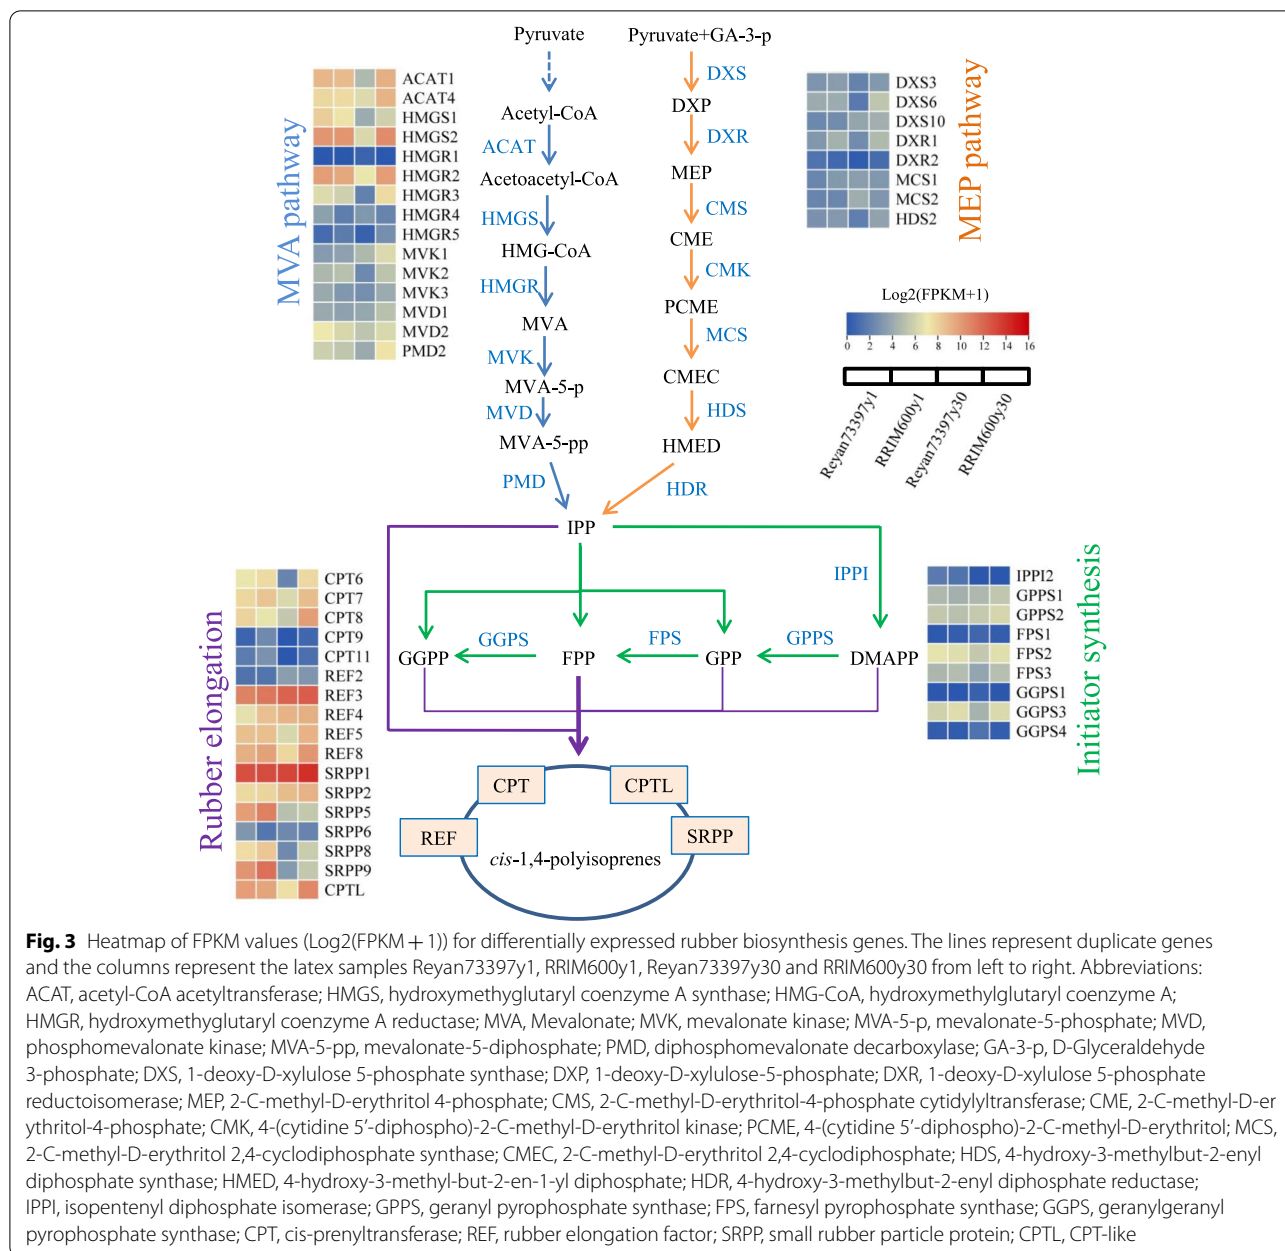 Pyruvate
Pyruvate+GA-3-p
DXS
DXP
DXR
MEP
CMS
CME
CMK
PCME
MCS
CMEC
HDS
HMED
HDR
Acetyl-CoA
ACAT
Acetoacetyl-CoA
HMGS
HMG-CoA
HMGR
MVA
MVK
MVA-5-p
MVD
MVA-5-pp
PMD
IPP
MVA pathway
ACAT1
ACAT4
HMGS1
HMGS2
HMGR1
HMGR2
HMGR3
HMGR4
HMGR5
MVK1
MVK2
MVK3
MVD1
MVD2
PMD2
DXS3
DXS6
DXS10
DXR1
DXR2
MCS1
MCS2
HDS2
MEP pathway
Log2(FPKM+1)
0 2 4 6 8 10 12 14 16
Reyan73397y1
RRIM600y1
Reyan73397y30
RRIM600y30
Rubber elongation
CPT6
CPT7
CPT8
CPT9
CPT11
REF2
REF3
REF4
REF5
REF8
SRPP1
SRPP2
SRPP5
SRPP6
SRPP8
SRPP9
CPTL
IPPI
GGPP
GGPS
FPP
FPS
GPP
GPPS
DMAPP
IPPI2
GPPS1
GPPS2
FPS1
FPS2
FPS3
GGPS1
GGPS3
GGPS4
Initiator synthesis
CPT
CPTL
REF
SRPP
cis-1,4-polyisoprenes
Fig. 3 Heatmap of FPKM values (Log2(FPKM + 1)) for differentially expressed rubber biosynthesis genes. The lines represent duplicate genes
and the columns represent the latex samples Reyan73397y1, RRIM600y1, Reyan73397y30 and RRIM600y30 from left to right. Abbreviations:
ACAT, acetyl-CoA acetyltransferase; HMGS, hydroxymethyglutaryl coenzyme A synthase; HMG-CoA, hydroxymethylglutaryl coenzyme A;
HMGR, hydroxymethyglutaryl coenzyme A reductase; MVA, Mevalonate; MVK, mevalonate kinase; MVA-5-p, mevalonate-5-phosphate; MVD,
phosphomevalonate kinase; MVA-5-pp, mevalonate-5-diphosphate; PMD, diphosphomevalonate decarboxylase; GA-3-p, D-Glyceraldehyde
3-phosphate; DXS, 1-deoxy-D-xylulose 5-phosphate synthase; DXP, 1-deoxy-D-xylulose-5-phosphate; DXR, 1-deoxy-D-xylulose 5-phosphate
reductoisomerase; MEP, 2-C-methyl-D-erythritol 4-phosphate; CMS, 2-C-methyl-D-erythritol-4-phosphate cytidylyltransferase; CME, 2-C-methyl-D-er
ythritol-4-phosphate; CMK, 4-(cytidine 5’-diphospho)-2-C-methyl-D-erythritol kinase; PCME, 4-(cytidine 5’-diphospho)-2-C-methyl-D-erythritol; MCS,
2-C-methyl-D-erythritol 2,4-cyclodiphosphate synthase; CMEC, 2-C-methyl-D-erythritol 2,4-cyclodiphosphate; HDS, 4-hydroxy-3-methylbut-2-enyl
diphosphate synthase; HMED, 4-hydroxy-3-methyl-but-2-en-1-yl diphosphate; HDR, 4-hydroxy-3-methylbut-2-enyl diphosphate reductase;
IPPI, isopentenyl diphosphate isomerase; GPPS, geranyl pyrophosphate synthase; FPS, farnesyl pyrophosphate synthase; GGPS, geranylgeranyl
pyrophosphate synthase; CPT, cis-prenyltransferase; REF, rubber elongation factor; SRPP, small rubber particle protein; CPTL, CPT-like